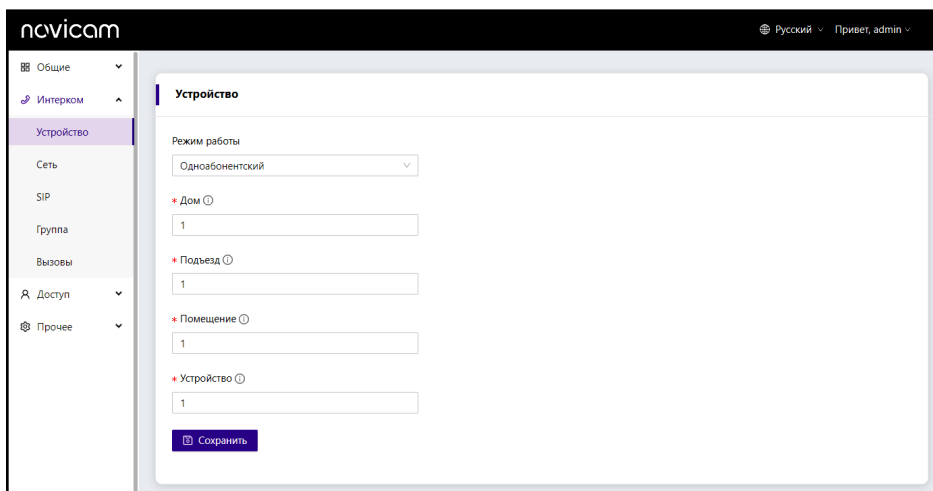 novicam
Русский
Привет, admin
Общие
Интерком
Устройство
Сеть
SIP
Группа
Вызовы
Доступ
Прочее
Устройство
Режим работы
Одноабонентский
* Дом
1
* Подъезд
1
* Помещение
1
* Устройство
1
Сохранить